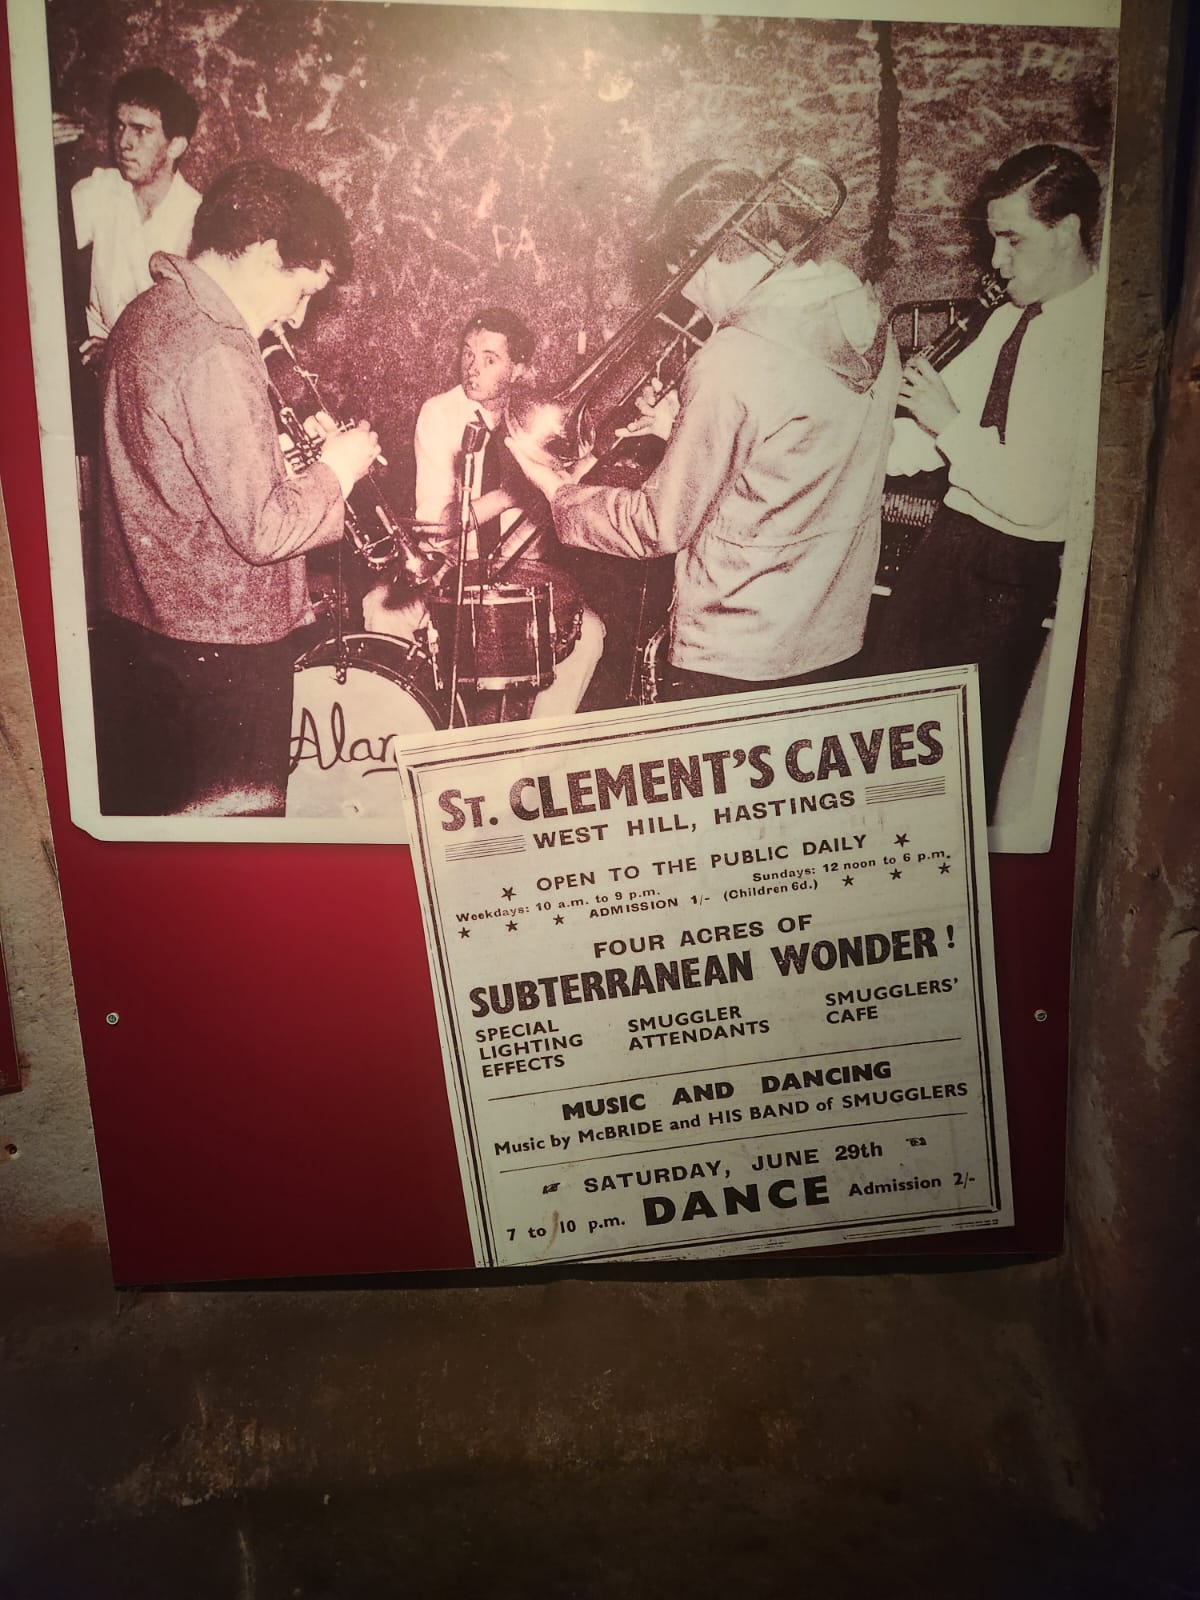 PA
Alan
ST. CLEMENT'S CAVES
WEST HILL, HASTINGS
★ OPEN TO THE PUBLIC DAILY ★
Weekdays: 10 a.m. to 9 p.m. Sundays: 12 noon to 6 p.m.
★ ★ ★ ADMISSION 1/- (Children 6d.) ★ ★ ★
FOUR ACRES OF
SUBTERRANEAN WONDER!
SPECIAL LIGHTING EFFECTS
SMUGGLER ATTENDANTS
SMUGGLERS' CAFE
MUSIC AND DANCING
Music by McBRIDE and HIS BAND of SMUGGLERS
☞ SATURDAY, JUNE 29th ☜
7 to 10 p.m. DANCE Admission 2/-